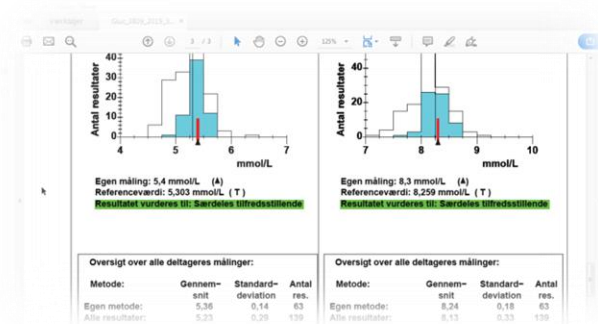 3 / 3
125%
40
30
20
10
0
Antal resultater
4 5 6 7
mmol/L
Egen måling: 5,4 mmol/L (▲)
Referenceværdi: 5,303 mmol/L ( T )
Resultatet vurderes til: Særdeles tilfredsstillende
Oversigt over alle deltageres målinger:
Metode: Gennem- Standard- Antal
snit deviation res.
Egen metode: 5,36 0,14 63
Alle resultater: 5,23 0,28 139
40
20
0
Antal resultater
7 8 9 10
mmol/L
Egen måling: 8,3 mmol/L (▲)
Referenceværdi: 8,259 mmol/L ( T )
Resultatet vurderes til: Særdeles tilfredsstillende
Oversigt over alle deltageres målinger:
Metode: Gennem- Standard- Antal
snit deviation res.
Egen metode: 8,24 0,18 63
Alle resultater: 8,13 0,33 139